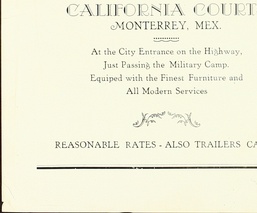 CALIFORNIA COURT
MONTERREY, MEX.
At the City Entrance on the Highway,
Just Passing the Military Camp.
Equipped with the Finest Furniture and
All Modern Services
REASONABLE RATES - ALSO TRAILERS